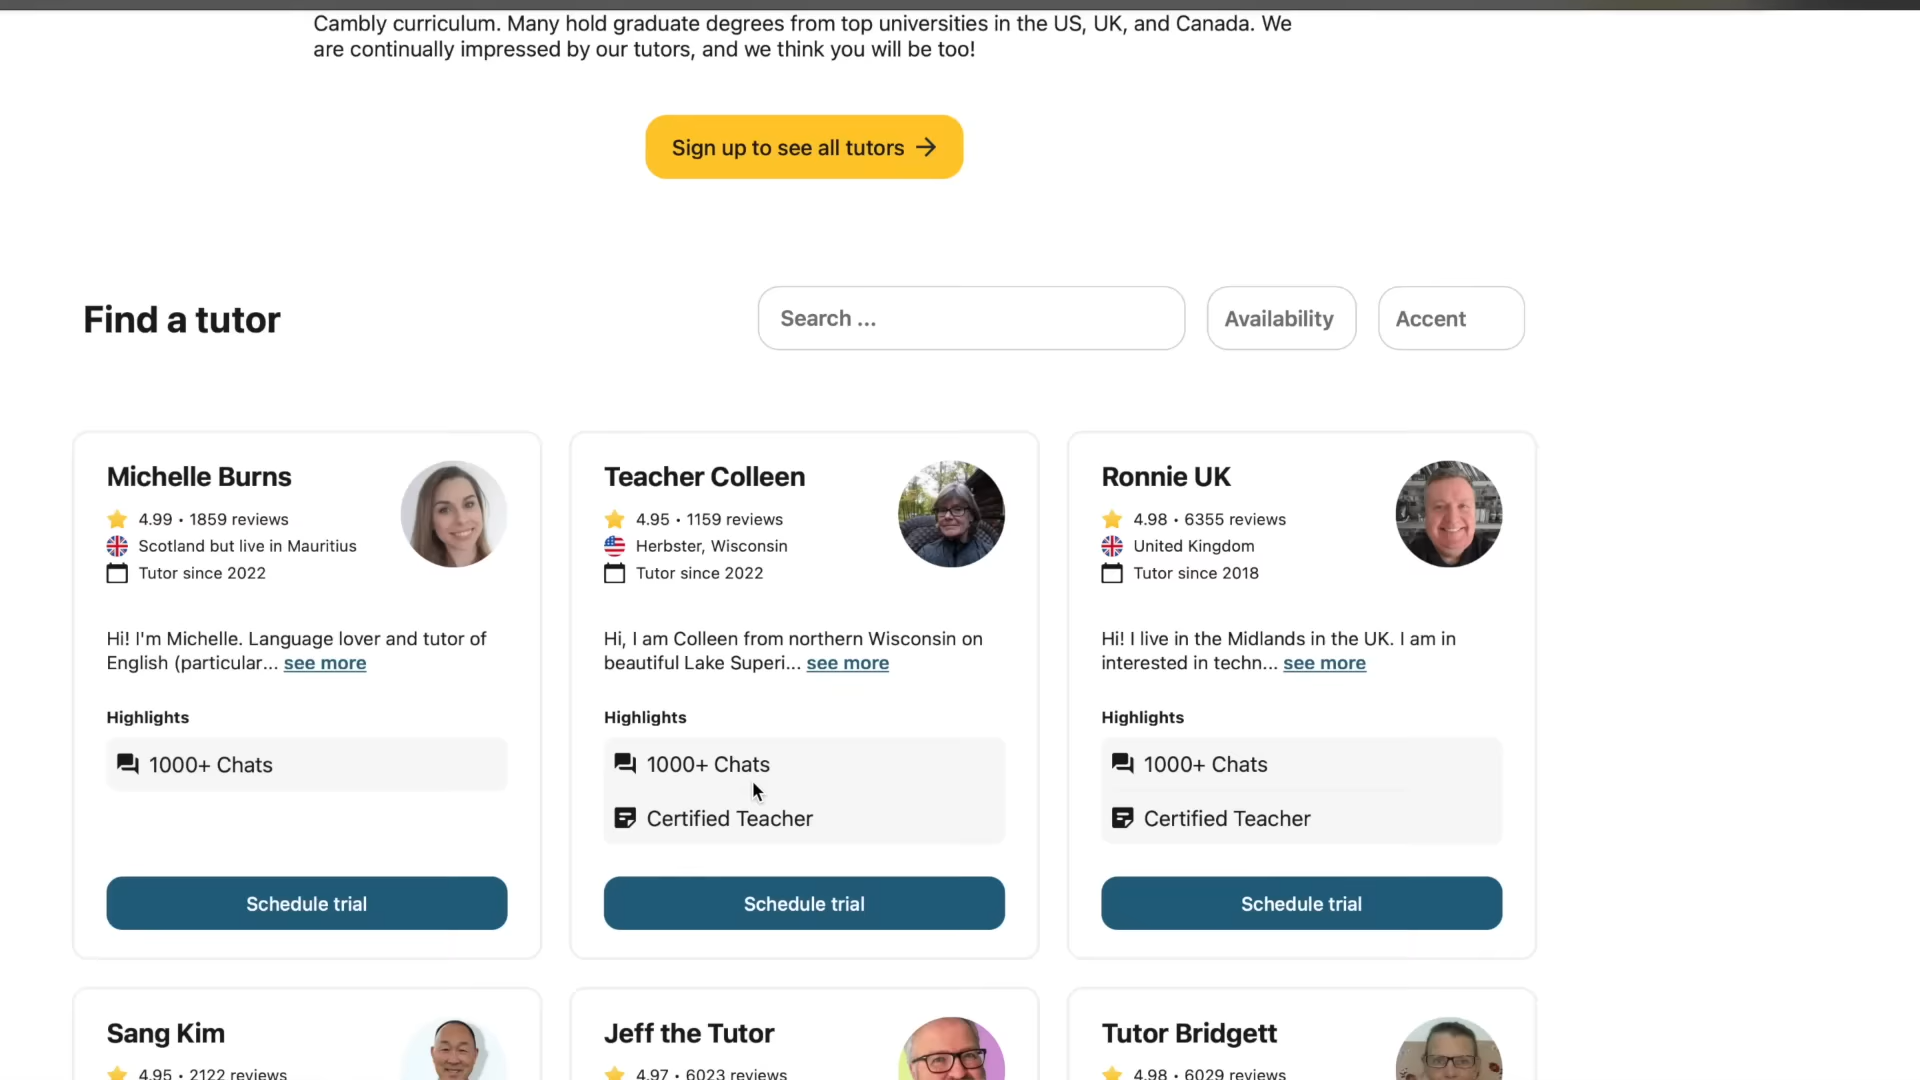 Cambly curriculum. Many hold graduate degrees from top universities in the US, UK, and Canada. We
are continually impressed by our tutors, and we think you will be too!
Sign up to see all tutors →
Find a tutor
Search ...
Availability
Accent
Michelle Burns
4.99 • 1859 reviews
Scotland but live in Mauritius
Tutor since 2022
Hi! I'm Michelle. Language lover and tutor of
English (particular... see more
Highlights
1000+ Chats
Schedule trial
Teacher Colleen
4.95 • 1159 reviews
Herbster, Wisconsin
Tutor since 2022
Hi, I am Colleen from northern Wisconsin on
beautiful Lake Superi... see more
Highlights
1000+ Chats
Certified Teacher
Schedule trial
Ronnie UK
4.98 • 6355 reviews
United Kingdom
Tutor since 2018
Hi! I live in the Midlands in the UK. I am in
interested in techn... see more
Highlights
1000+ Chats
Certified Teacher
Schedule trial
Sang Kim
4.95 • 2122 reviews
Jeff the Tutor
4.97 • 6023 reviews
Tutor Bridgett
4.98 • 6029 reviews